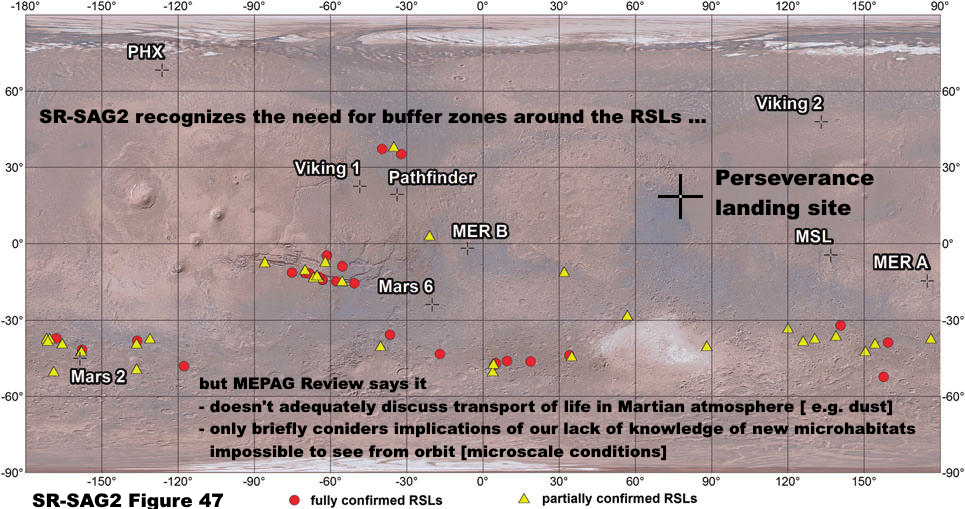 -180 -150° -120° -90° -60° -30° 0° 30° 60° 90° 120° 150° 90°
PHX
60° 60°
Viking 2
SR-SAG2 recognizes the need for buffer zones around the RSLs ...
30° 30°
Viking 1
Pathfinder
Perseverance
landing site
MER B
MSL
0° 0°
MER A
Mars 6
-30° -30°
Mars 2
but MEPAG Review says it
-60° -60°
- doesn't adequately discuss transport of life in Martian atmosphere [ e.g. dust]
- only briefly coniders implications of our lack of knowledge of new microhabitats
impossible to see from orbit [microscale conditions]
-90° -90°
-150° -120° -90° -60° -30° 0° 30° 60° 90° 120° 150°
SR-SAG2 Figure 47
fully confirmed RSLs
partially confirmed RSLs